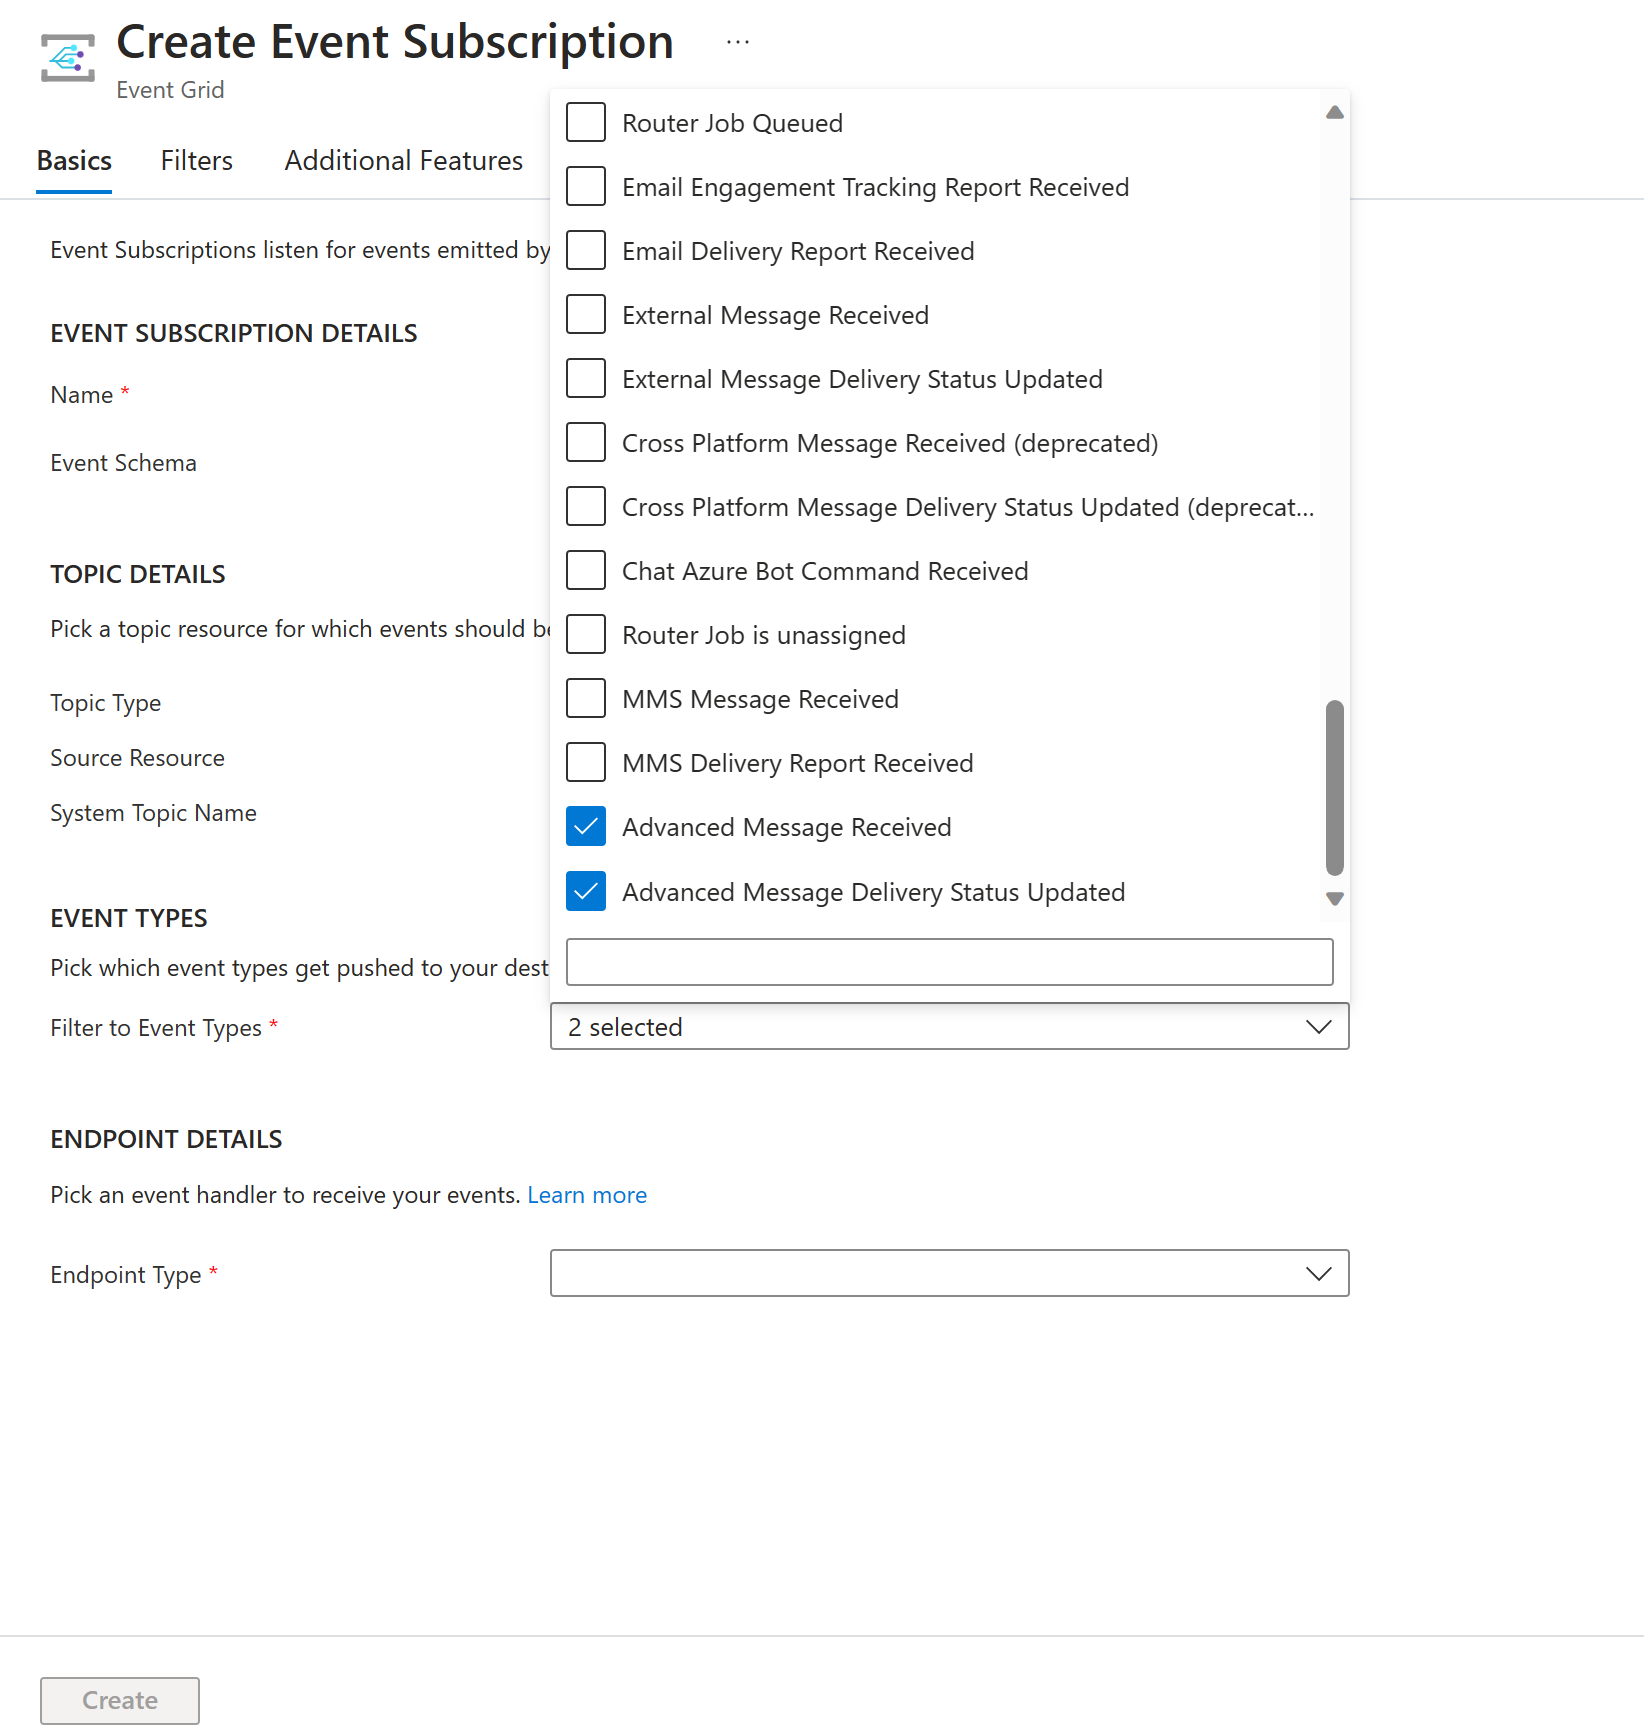 Create Event Subscription
...
Event Grid
Basics
Filters
Additional Features
Event Subscriptions listen for events emitted by
EVENT SUBSCRIPTION DETAILS
Name *
Event Schema
TOPIC DETAILS
Pick a topic resource for which events should be
Topic Type
Source Resource
System Topic Name
EVENT TYPES
Pick which event types get pushed to your dest
Filter to Event Types *
Router Job Queued
Email Engagement Tracking Report Received
Email Delivery Report Received
External Message Received
External Message Delivery Status Updated
Cross Platform Message Received (deprecated)
Cross Platform Message Delivery Status Updated (deprecat...
Chat Azure Bot Command Received
Router Job is unassigned
MMS Message Received
MMS Delivery Report Received
Advanced Message Received
Advanced Message Delivery Status Updated
2 selected
ENDPOINT DETAILS
Pick an event handler to receive your events. Learn more
Endpoint Type *
Create